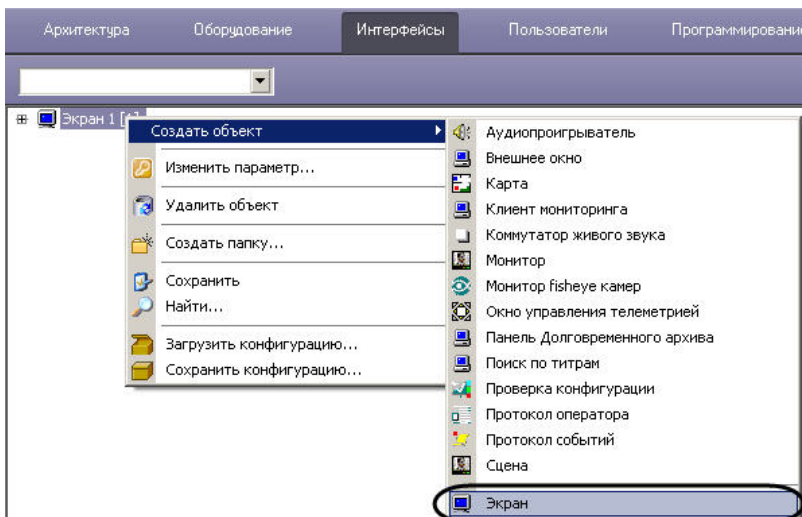 Архитектура Оборудование Интерфейсы Пользователи Программировани
Экран 1 [1]
Создать объект
Изменить параметр...
Удалить объект
Создать папку...
Сохранить
Найти...
Загрузить конфигурацию...
Сохранить конфигурацию...
Аудиопроигрыватель
Внешнее окно
Карта
Клиент мониторинга
Коммутатор живого звука
Монитор
Монитор fisheye камер
Окно управления телеметрией
Панель Долговременного архива
Поиск по титрам
Проверка конфигурации
Протокол оператора
Протокол событий
Сцена
Экран